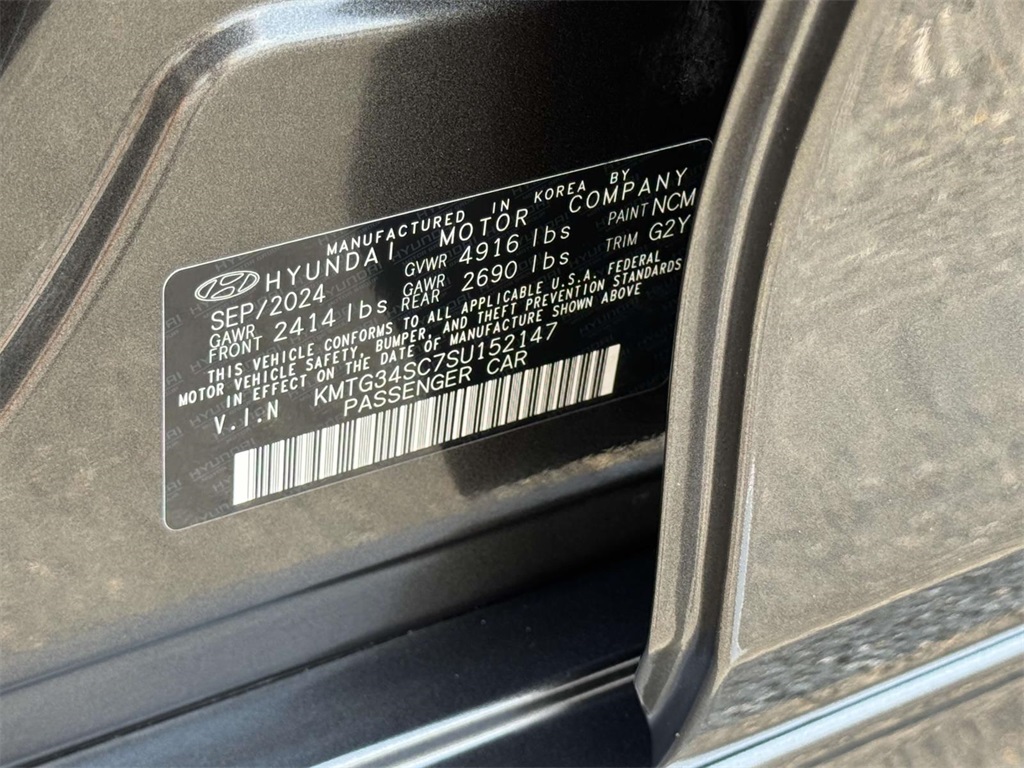 MANUFACTURED IN KOREA BY
HYUNDAI MOTOR COMPANY
SEP/2024 GVWR 4916 lbs PAINT NCM
GAWR FRONT 2414 lbs GAWR REAR 2690 lbs TRIM G2Y
THIS VEHICLE CONFORMS TO ALL APPLICABLE U.S.A. FEDERAL
MOTOR VEHICLE SAFETY, BUMPER, AND THEFT PREVENTION STANDARDS
IN EFFECT ON THE DATE OF MANUFACTURE SHOWN ABOVE
V.I.N KMTG34SC7SU152147
PASSENGER CAR